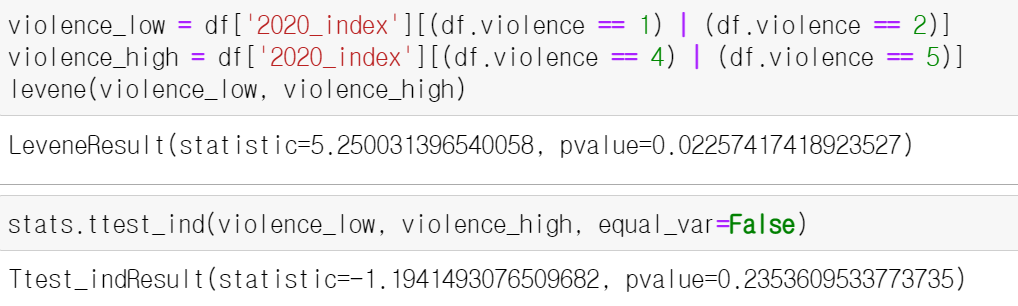 violence_low = df['2020_index'][(df.violence == 1) | (df.violence == 2)]
violence_high = df['2020_index'][(df.violence == 4) | (df.violence == 5)]
levene(violence_low, violence_high)
LeveneResult(statistic=5.250031396540058, pvalue=0.02257417418923527)
stats.ttest_ind(violence_low, violence_high, equal_var=False)
Ttest_indResult(statistic=-1.1941493076509682, pvalue=0.2353609533773735)